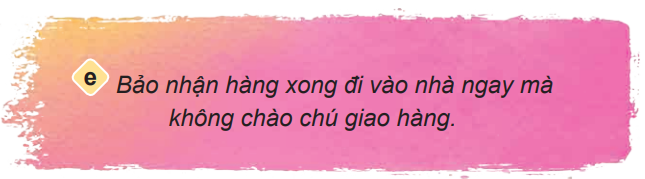 e Bảo nhận hàng xong đi vào nhà ngay mà
không chào chú giao hàng.